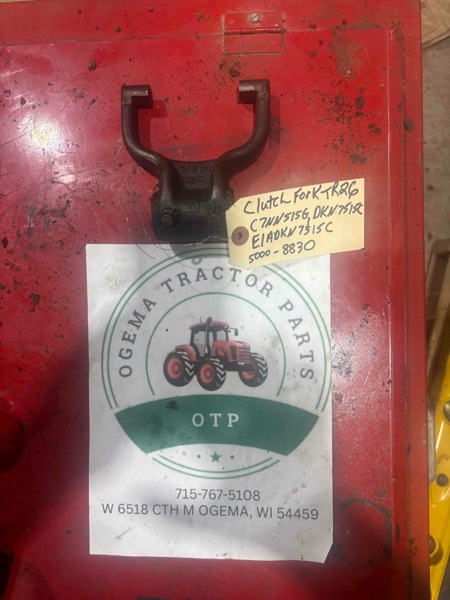 Clutch Fork TR26
C7NN515G, DKN7515C
E1ADKN7515C
5000-8830
OGEMA TRACTOR PARTS
OTP
715-767-5108
W 6518 CTH M OGEMA, WI 54459